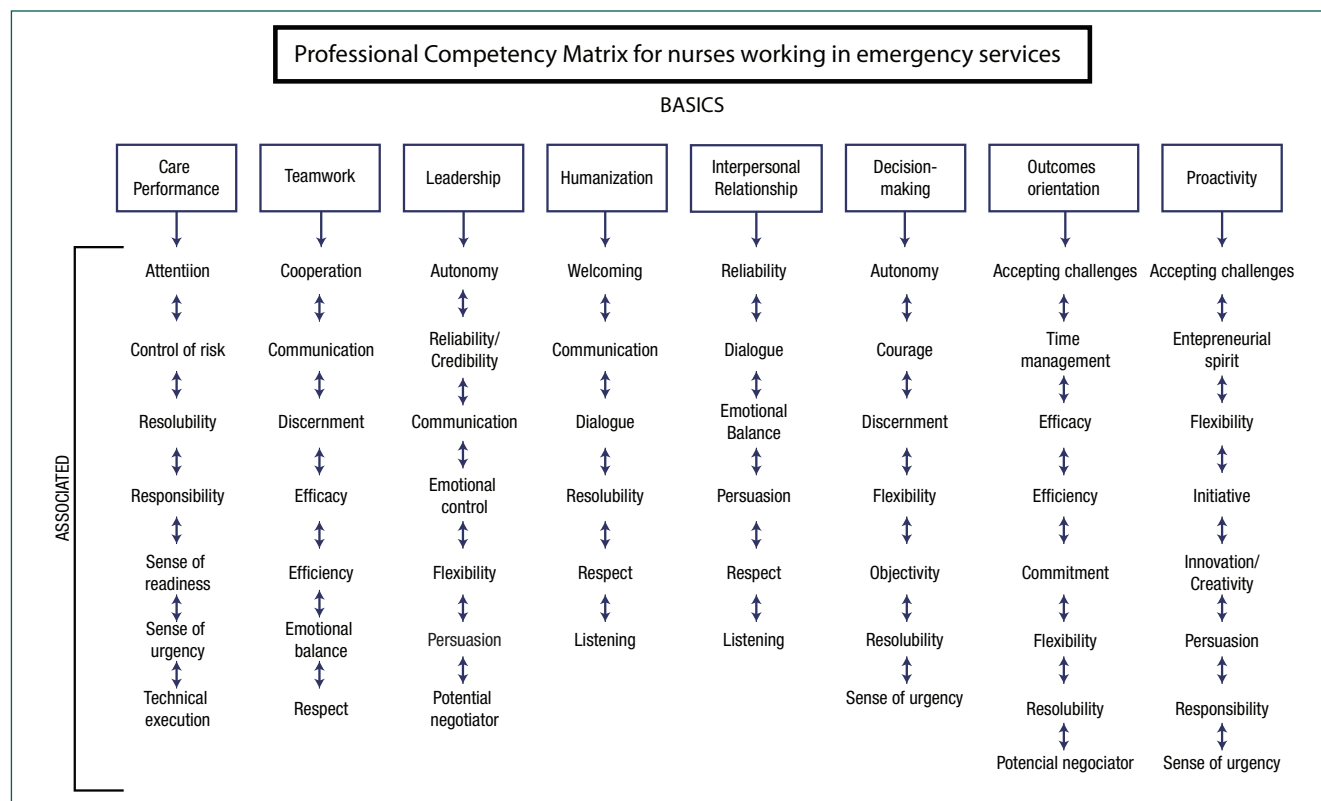 Professional Competency Matrix for nurses working in emergency services
BASICS
Care
Performance
Teamwork
Leadership
Humanization
Interpersonal
Relationship
Decision-
making
Outcomes
orientation
Proactivity
ASSOCIATED
Attentiion
Control of risk
Resolubility
Responsibility
Sense of
readiness
Sense of
urgency
Technical
execution
Cooperation
Communication
Discernment
Efficacy
Efficiency
Emotional
balance
Respect
Autonomy
Reliability/
Credibility
Communication
Emotional
control
Flexibility
Persuasion
Potential
negotiator
Welcoming
Communication
Dialogue
Resolubility
Respect
Listening
Reliability
Dialogue
Emotional
Balance
Persuasion
Respect
Listening
Autonomy
Courage
Discernment
Flexibility
Objectivity
Resolubility
Sense of urgency
Accepting challenges
Time
management
Efficacy
Efficiency
Commitment
Flexibility
Resolubility
Potencial negociator
Accepting challenges
Entepreneurial
spirit
Flexibility
Initiative
Innovation/
Creativity
Persuasion
Responsibility
Sense of urgency